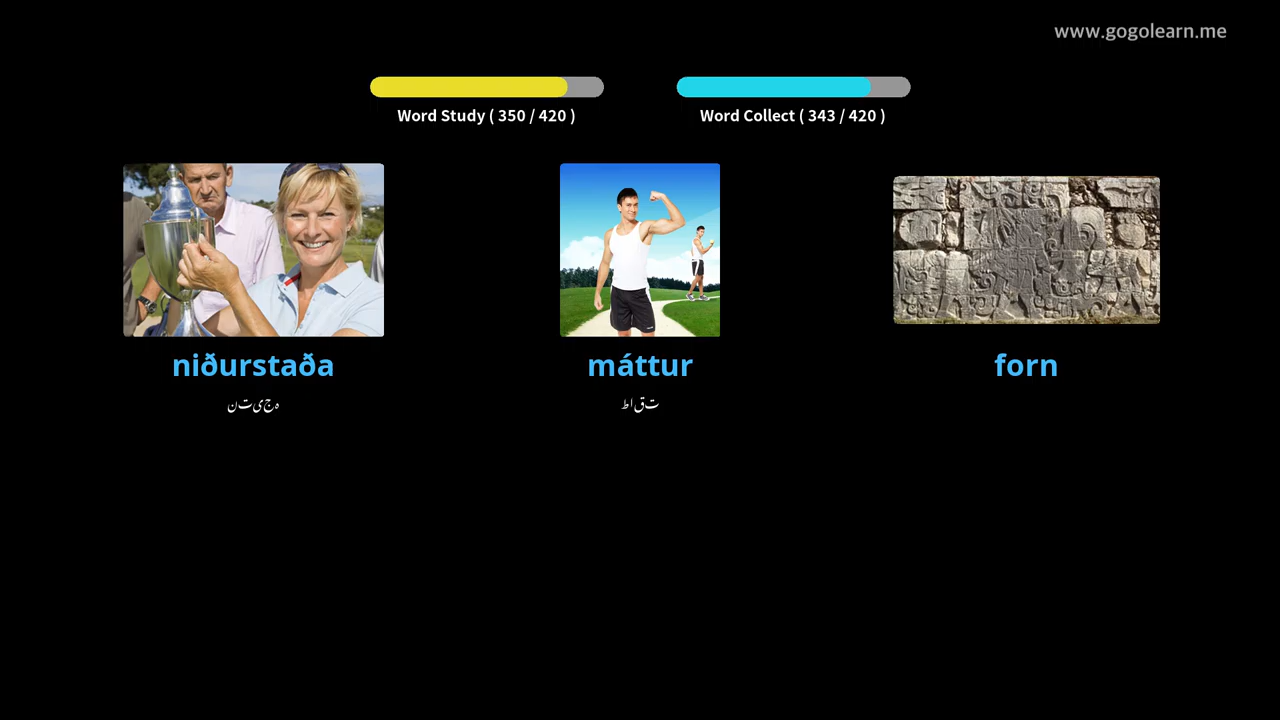 www.gogolearn.me
Word Study ( 350 / 420 )
Word Collect ( 343 / 420 )
niðurstaða
máttur
forn
نتیجہ
طاقت